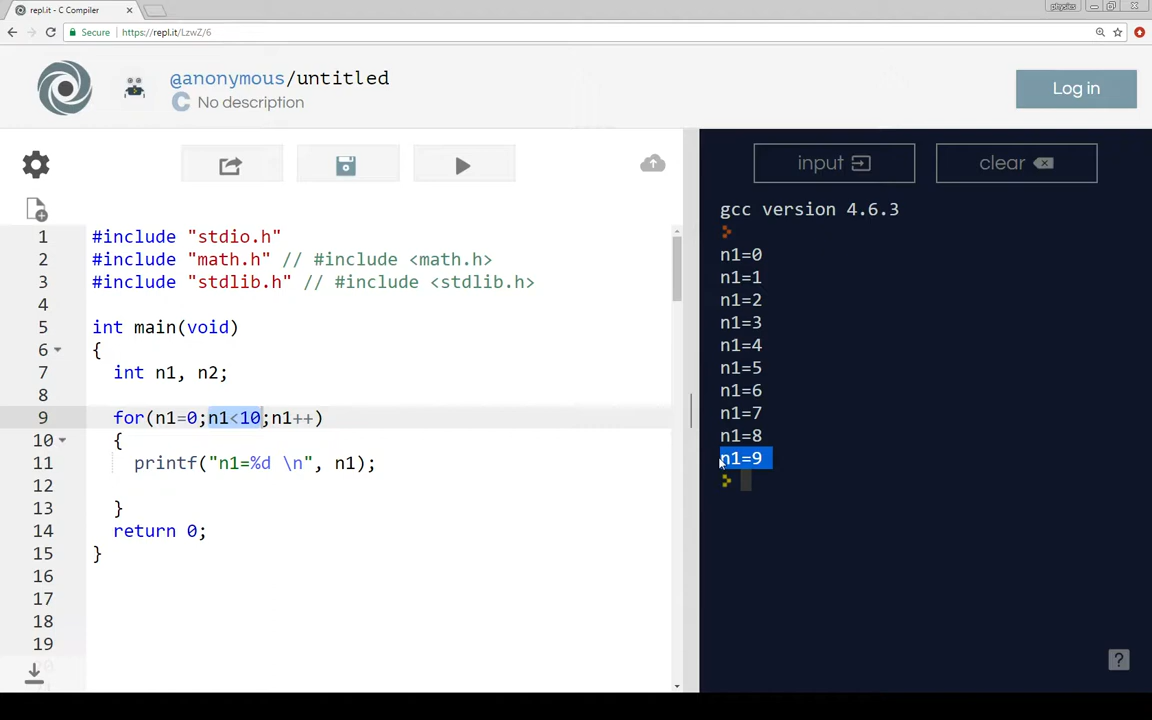 repl.it - C Compiler
physics
Secure
https://repl.it/LzwZ/6
@anonymous/untitled
No description
Log in
1 #include "stdio.h"
2 #include "math.h" // #include <math.h>
3 #include "stdlib.h" // #include <stdlib.h>
4
5 int main(void)
6 {
7 int n1, n2;
8
9 for(n1=0;n1<10;n1++)
10 {
11 printf("n1=%d \n", n1);
12
13 }
14 return 0;
15 }
16
17
18
19
input
clear
gcc version 4.6.3
n1=0
n1=1
n1=2
n1=3
n1=4
n1=5
n1=6
n1=7
n1=8
n1=9
?